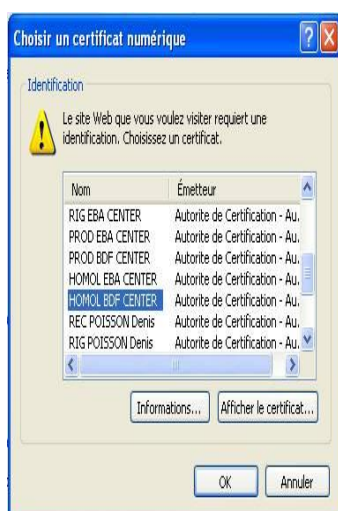 Choisir un certificat numérique
Identification
Le site Web que vous voulez visiter requiert une
identification. Choisissez un certificat.
Nom Émetteur
RIG EBA CENTER Autorite de Certification - Au.
PROD EBA CENTER Autorite de Certification - Au.
PROD BDF CENTER Autorite de Certification - Au.
HOMOL EBA CENTER Autorite de Certification - Au.
HOMOL BDF CENTER Autorite de Certification - Au.
REC POISSON Denis Autorite de Certification - Au.
RIG POISSON Denis Autorite de Certification - Au.
Informations... Afficher le certificat...
OK Annuler